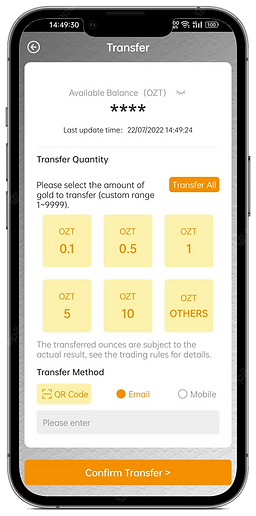 14:49:30
100
Transfer
Available Balance（OZT）
****
Last update time： 22/07/2022 14:49:24
Transfer Quantity
Please select the amount of
gold to transfer (custom range
1~9999).
Transfer All
OZT OZT OZT
0.1 0.5 1
OZT OZT OZT
5 10 OTHERS
The transferred ounces are subject to the
actual result, see the trading rules for details.
Transfer Method
QR Code Email Mobile
Please enter
Confirm Transfer >